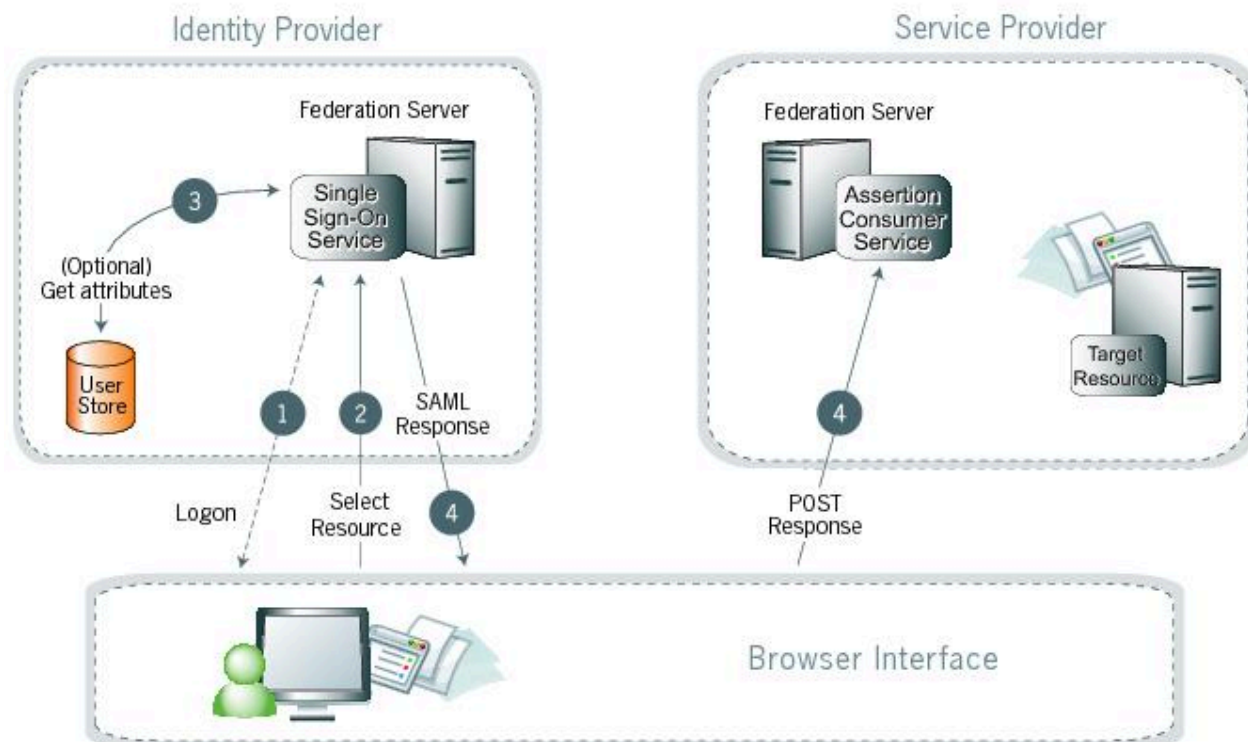 Identity Provider
Service Provider
Federation Server
Single
Sign-On
Service
3
(Optional)
Get attributes
User
Store
1
2
SAML
Response
Logon
Select
Resource
4
Federation Server
Assertion
Consumer
Service
Target
Resource
4
POST
Response
Browser Interface